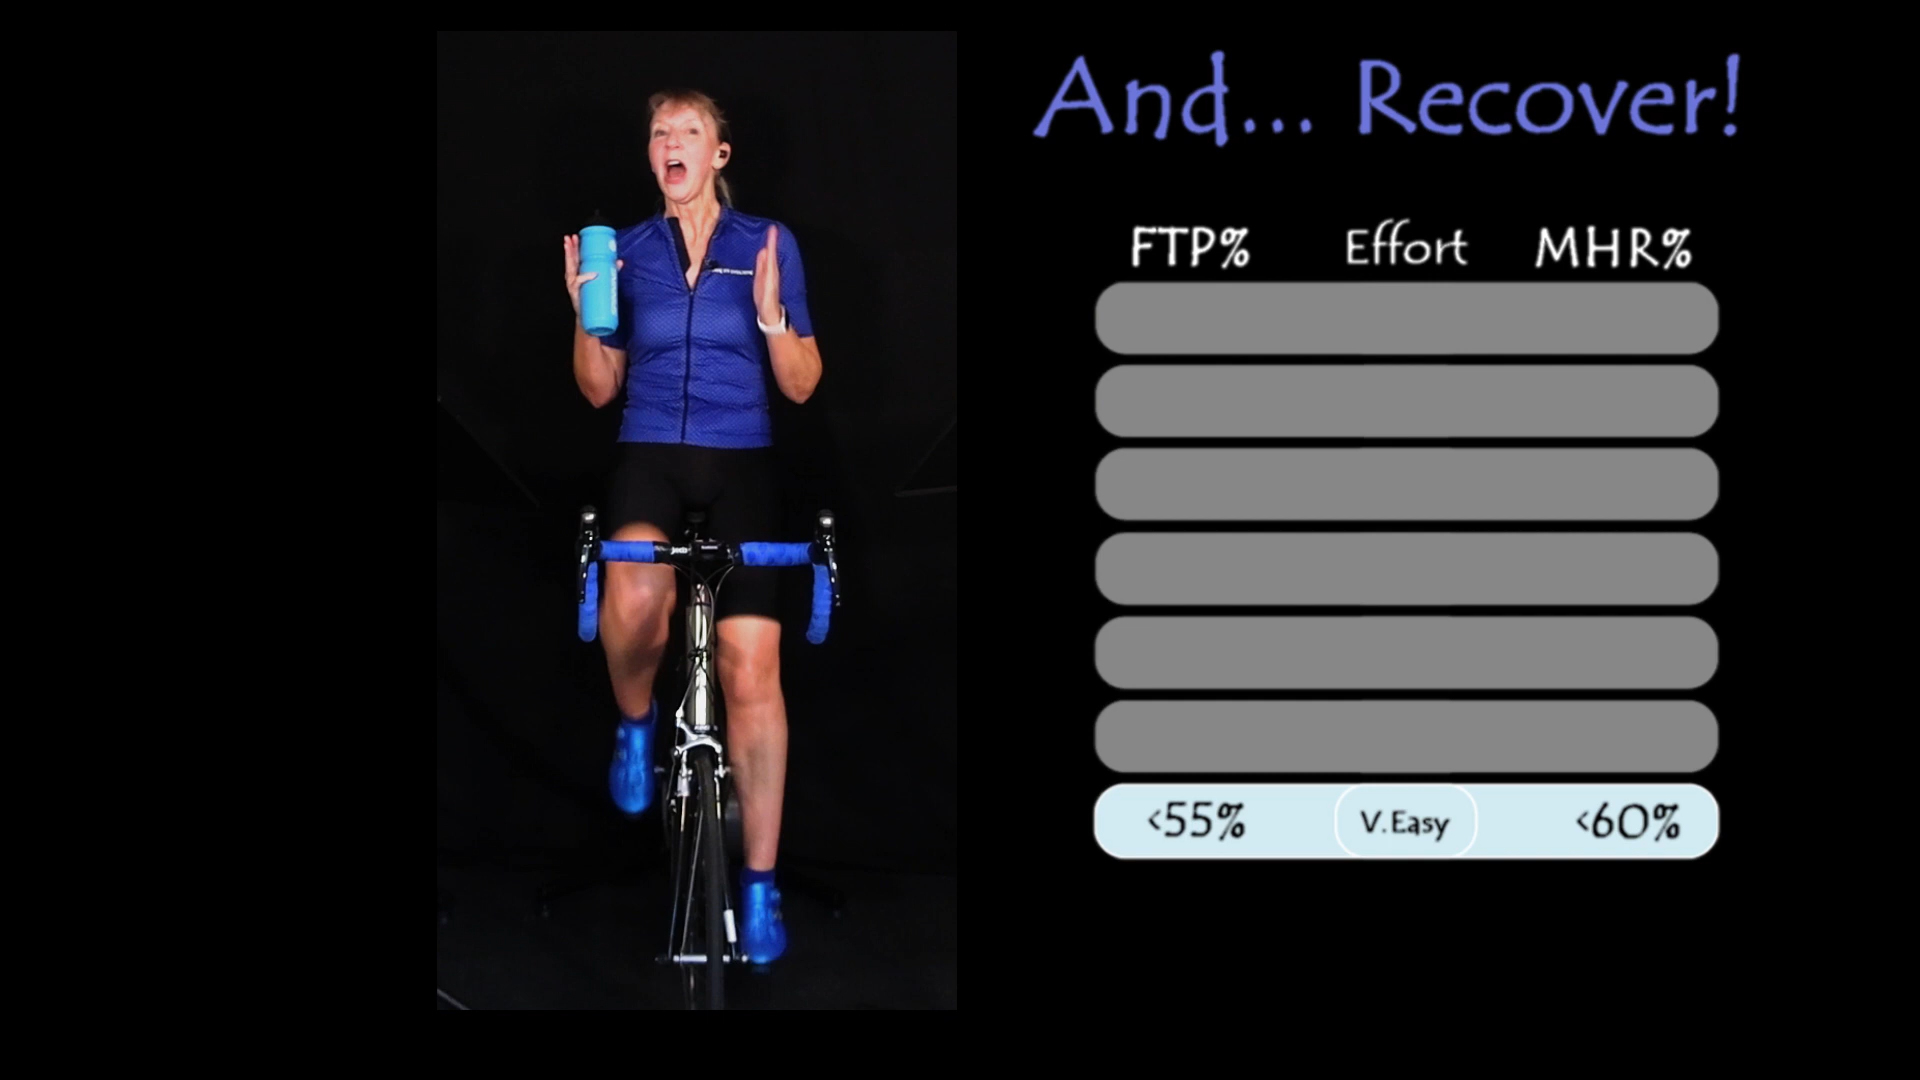 And... Recover!
FTP% Effort MHR%
<55% V.Easy <60%